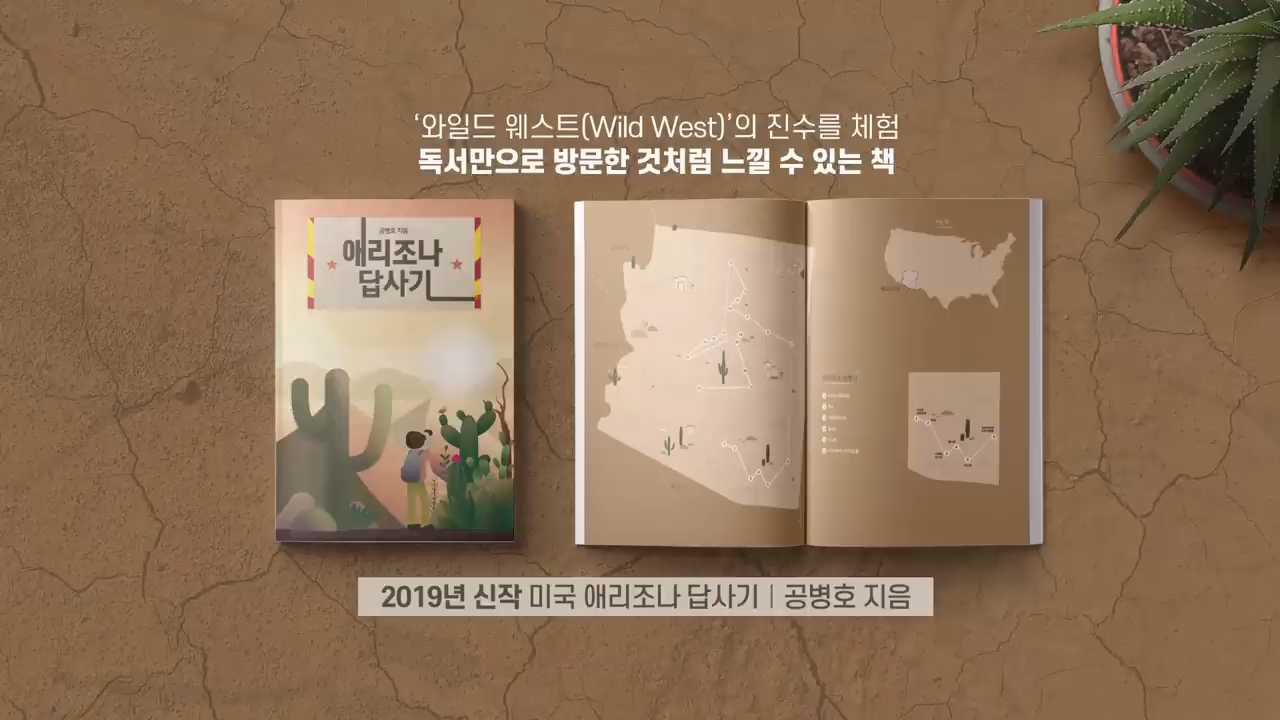 ‘와일드 웨스트(Wild West)’의 진수를 체험
독서만으로 방문한 것처럼 느낄 수 있는 책
공병호 지음
애리조나
답사기
2019년 신작 미국 애리조나 답사기 | 공병호 지음